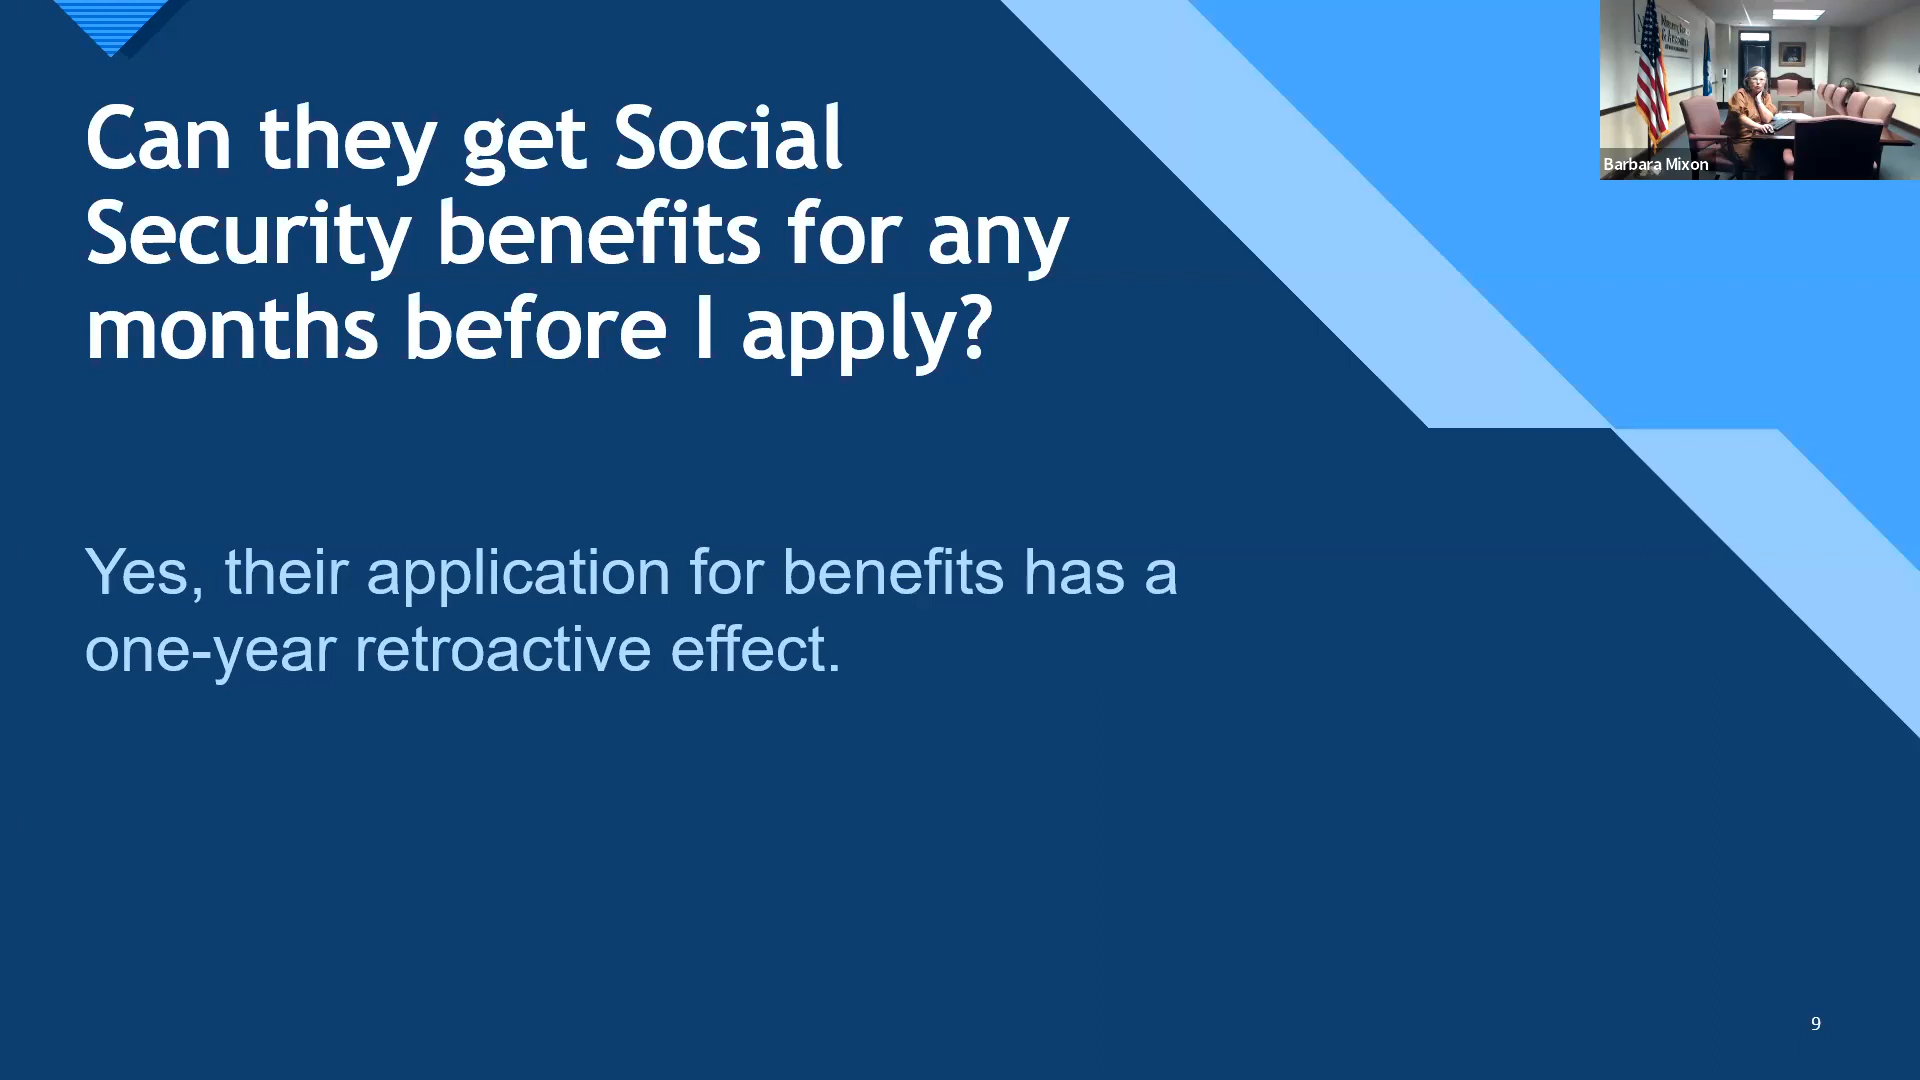 Can they get Social
Security benefits for any
months before I apply?
Yes, their application for benefits has a
one-year retroactive effect.
Barbara Mixon
9